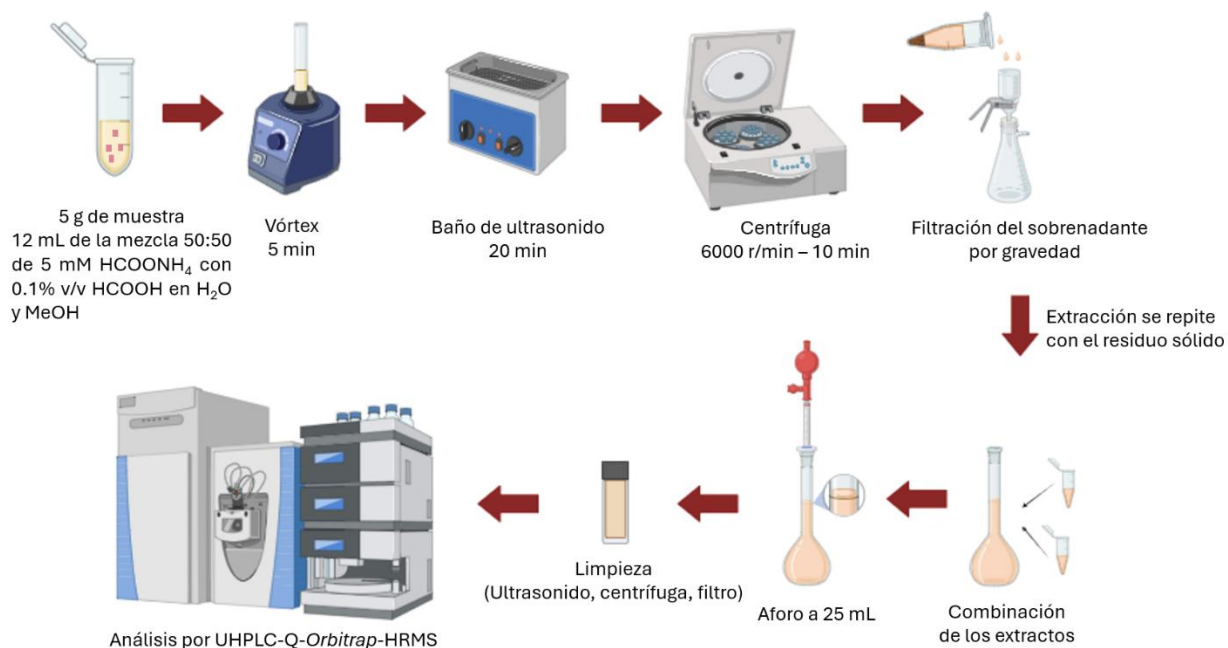 5 g de muestra
12 mL de la mezcla 50:50
de 5 mM HCOONH₄ con
0.1% v/v HCOOH en H₂O
y MeOH
Vórtex
5 min
Baño de ultrasonido
20 min
Centrífuga
6000 r/min – 10 min
Filtración del sobrenadante
por gravedad
Extracción se repite
con el residuo sólido
Combinación
de los extractos
Aforo a 25 mL
Limpieza
(Ultrasonido, centrífuga, filtro)
Análisis por UHPLC-Q-Orbitrap-HRMS